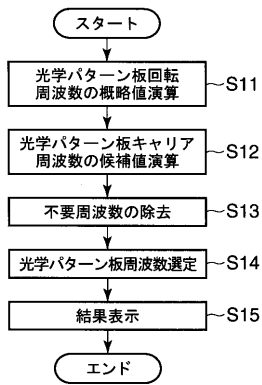 スタート
光学パターン板回転
周波数の概略値演算
S11
光学パターン板キャリア
周波数の候補値演算
S12
不要周波数の除去
S13
光学パターン板周波数選定
S14
結果表示
S15
エンド